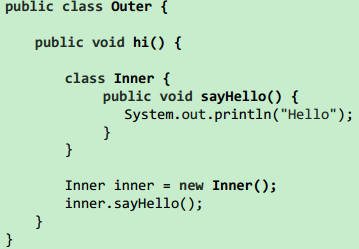 public class Outer {
public void hi() {
class Inner {
public void sayHello() {
System.out.println("Hello");
}
}
Inner inner = new Inner();
inner.sayHello();
}
}